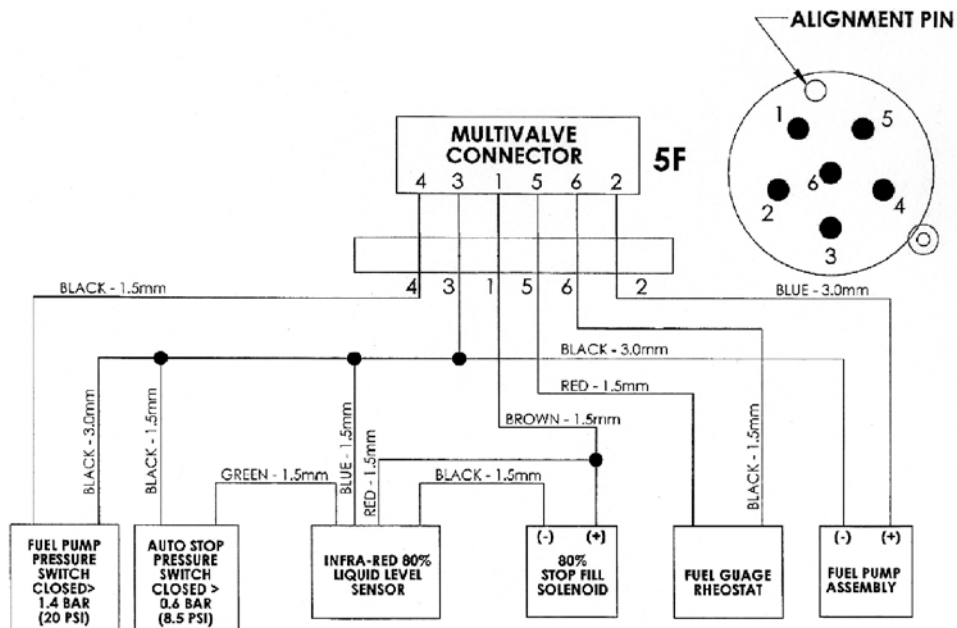 ALIGNMENT PIN
1
5
6
2
4
3
MULTIVALVE
CONNECTOR
5F
4 3 1 5 6 2
4 3 1 5 6 2
BLACK - 1.5mm
BLUE - 3.0mm
BLACK - 3.0mm
RED - 1.5mm
BROWN - 1.5mm
BLACK - 3.0mm
BLACK - 1.5mm
GREEN - 1.5mm
BLUE - 1.5mm
RED - 1.5mm
BLACK - 1.5mm
BLACK - 1.5mm
FUEL PUMP
PRESSURE
SWITCH
CLOSED>
1.4 BAR
(20 PSI)
AUTO STOP
PRESSURE
SWITCH
CLOSED >
0.6 BAR
(8.5 PSI)
INFRA-RED 80%
LIQUID LEVEL
SENSOR
(-) (+)
80%
STOP FILL
SOLENOID
FUEL GUAGE
RHEOSTAT
(-) (+)
FUEL PUMP
ASSEMBLY